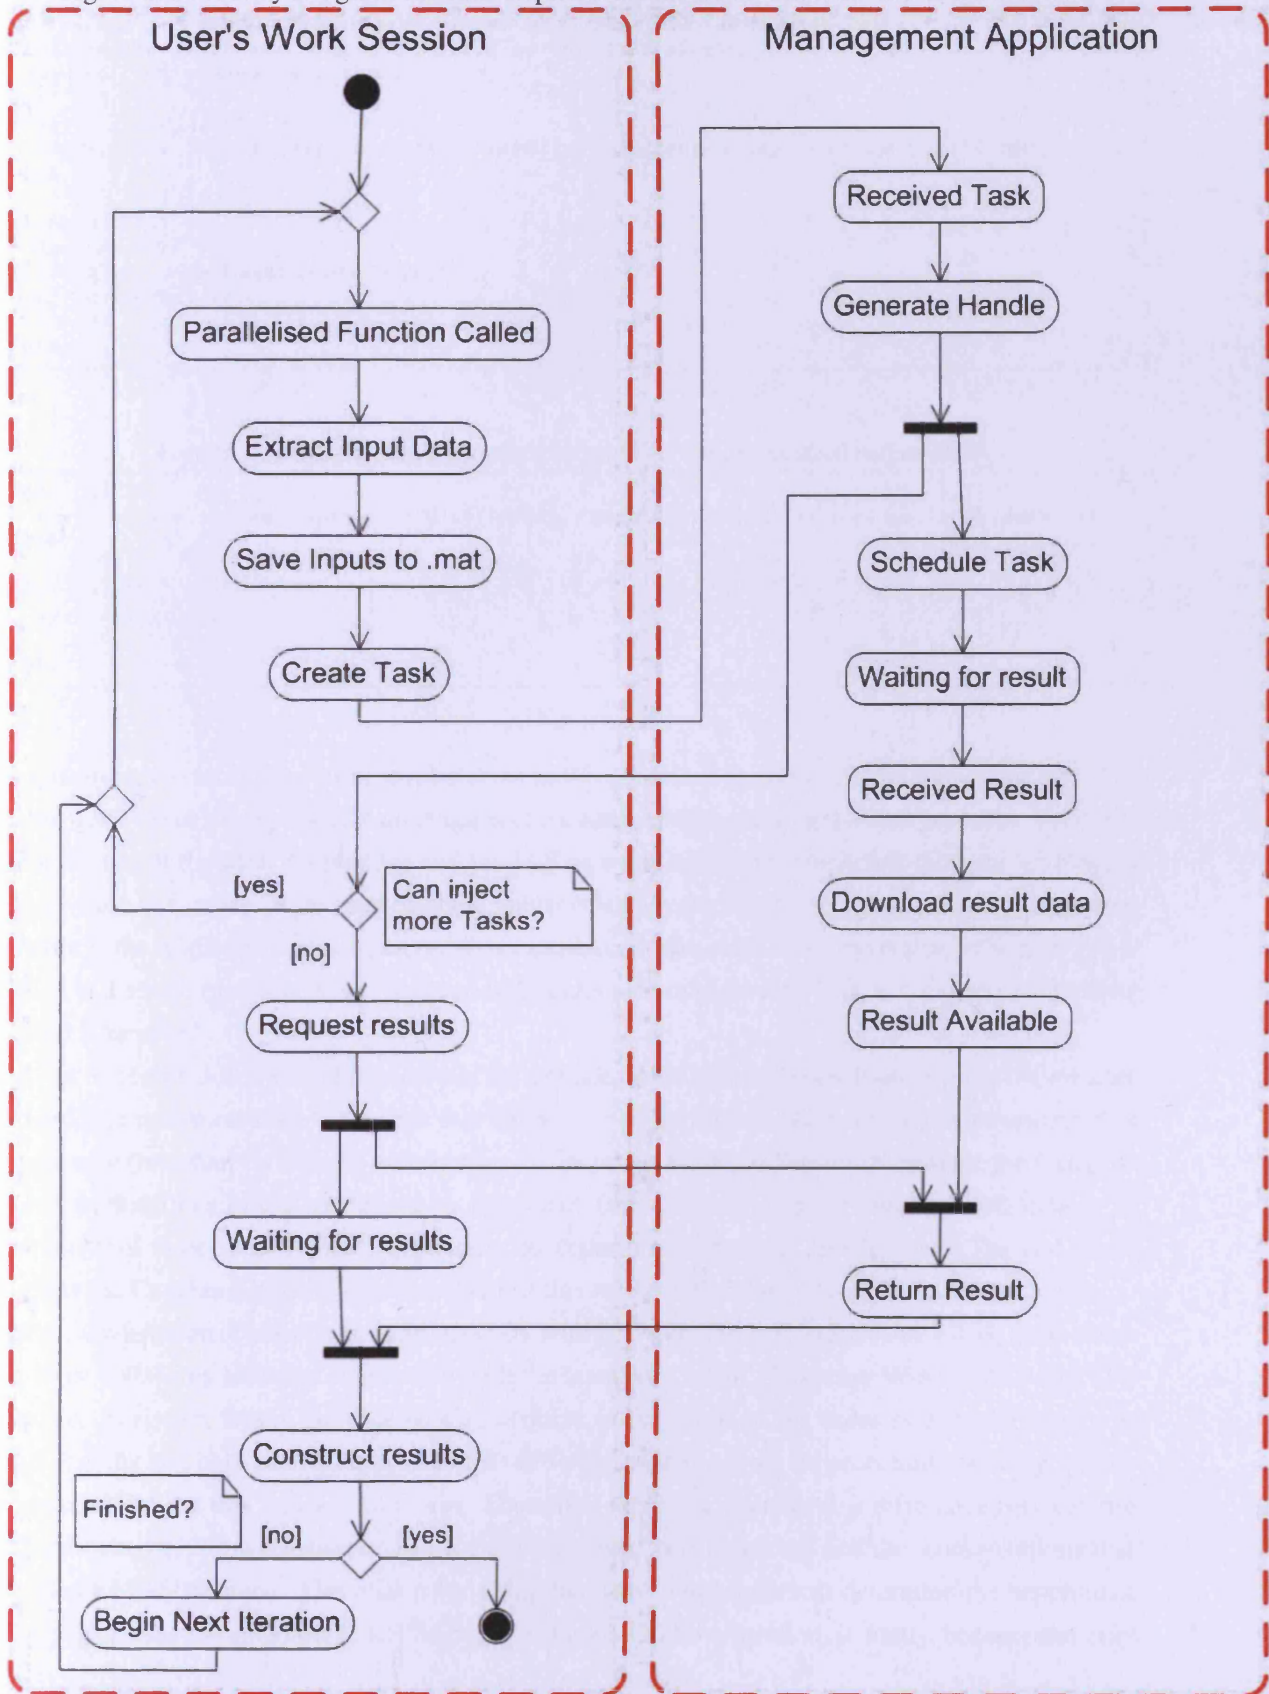 User's Work Session
Management Application
Received Task
Generate Handle
Parallelised Function Called
Extract Input Data
Save Inputs to .mat
Create Task
Schedule Task
Waiting for result
Received Result
Download result data
Result Available
[yes]
Can inject
more Tasks?
[no]
Request results
Waiting for results
Return Result
Construct results
Finished?
[no]
[yes]
Begin Next Iteration